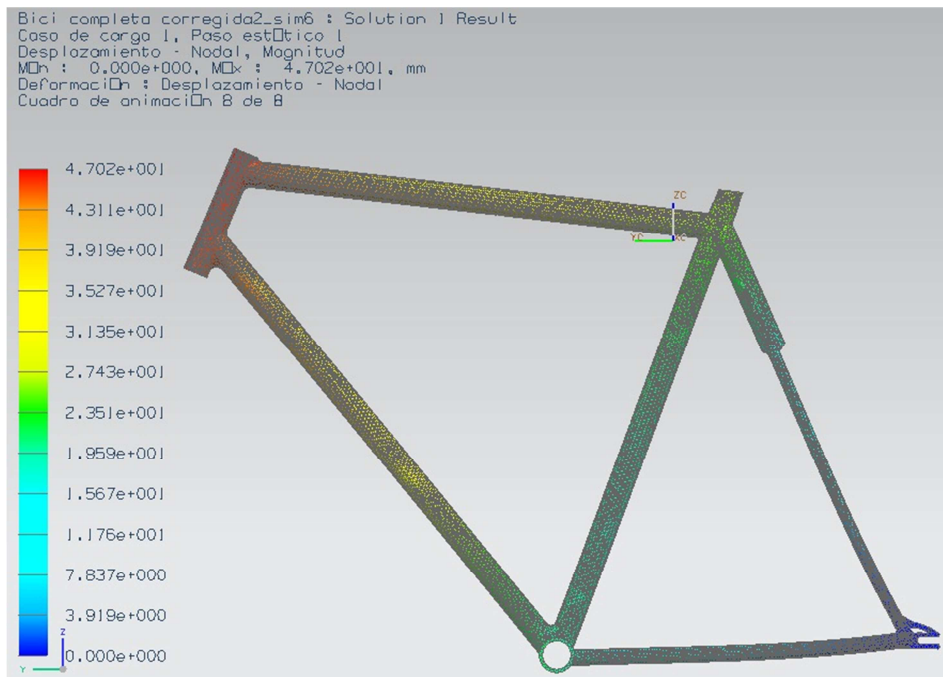 Bici completa corregida2_sim6 : Solution 1 Result
Caso de carga 1, Paso est□tico 1
Desplazamiento - Nodal, Magnitud
M□n : 0.000e+000, M□x : 4.702e+001, mm
Deformaci□n : Desplazamiento - Nodal
Cuadro de animaci□n 8 de 8
4.702e+001
4.311e+001
3.919e+001
3.527e+001
3.135e+001
2.743e+001
2.351e+001
1.959e+001
1.567e+001
1.176e+001
7.837e+000
3.919e+000
0.000e+000
ZC
YC
XC
Z
Y